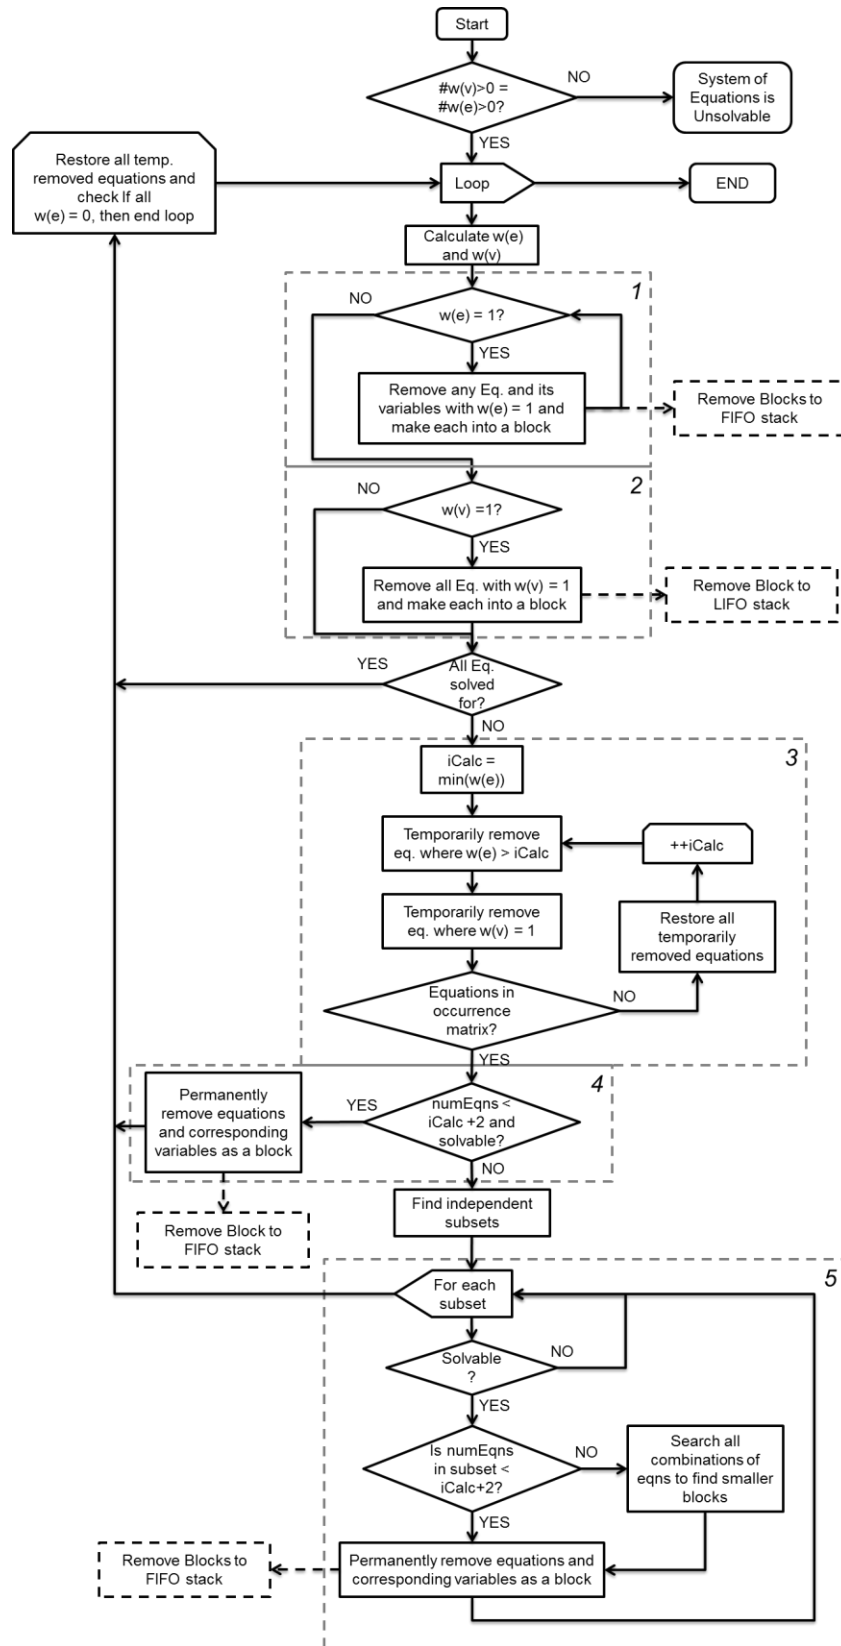 Start
#w(v)>0 =
#w(e)>0?
NO
System of
Equations is
Unsolvable
YES
Restore all temp.
removed equations and
check If all
w(e) = 0, then end loop
Loop
END
Calculate w(e)
and w(v)
1
NO
w(e) = 1?
YES
Remove any Eq. and its
variables with w(e) = 1 and
make each into a block
Remove Blocks to
FIFO stack
2
NO
w(v) =1?
YES
Remove all Eq. with w(v) = 1
and make each into a block
Remove Block to
LIFO stack
YES
All Eq.
solved
for?
NO
3
iCalc =
min(w(e))
Temporarily remove
eq. where w(e) > iCalc
++iCalc
Temporarily remove
eq. where w(v) = 1
Restore all
temporarily
removed equations
Equations in
occurrence
matrix?
NO
YES
4
Permanently
remove equations
and corresponding
variables as a block
YES
numEqns <
iCalc +2 and
solvable?
NO
Remove Block to
FIFO stack
Find independent
subsets
5
For each
subset
Solvable
?
NO
YES
Is numEqns
in subset <
iCalc+2?
NO
Search all
combinations of
eqns to find smaller
blocks
YES
Remove Blocks to
FIFO stack
Permanently remove equations and
corresponding variables as a block